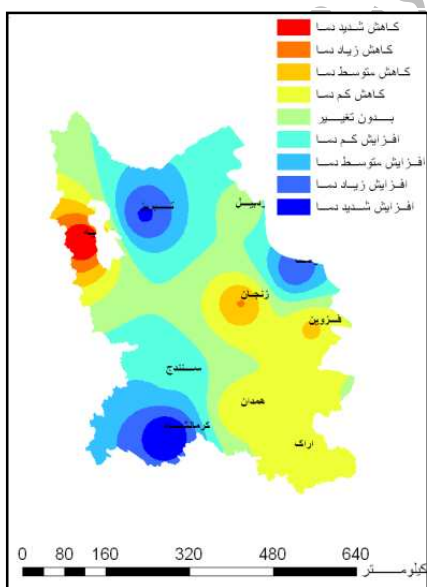 کاهش شدید دما
کاهش زیاد دما
کاهش متوسط دما
کاهش کم دما
بدون تغییر
افزایش کم دما
افزایش متوسط دما
افزایش زیاد دما
افزایش شدید دما
زنجان
قزوین
سنندج
همدان
اراک
0 80 160 320 480 640
کیلومتر